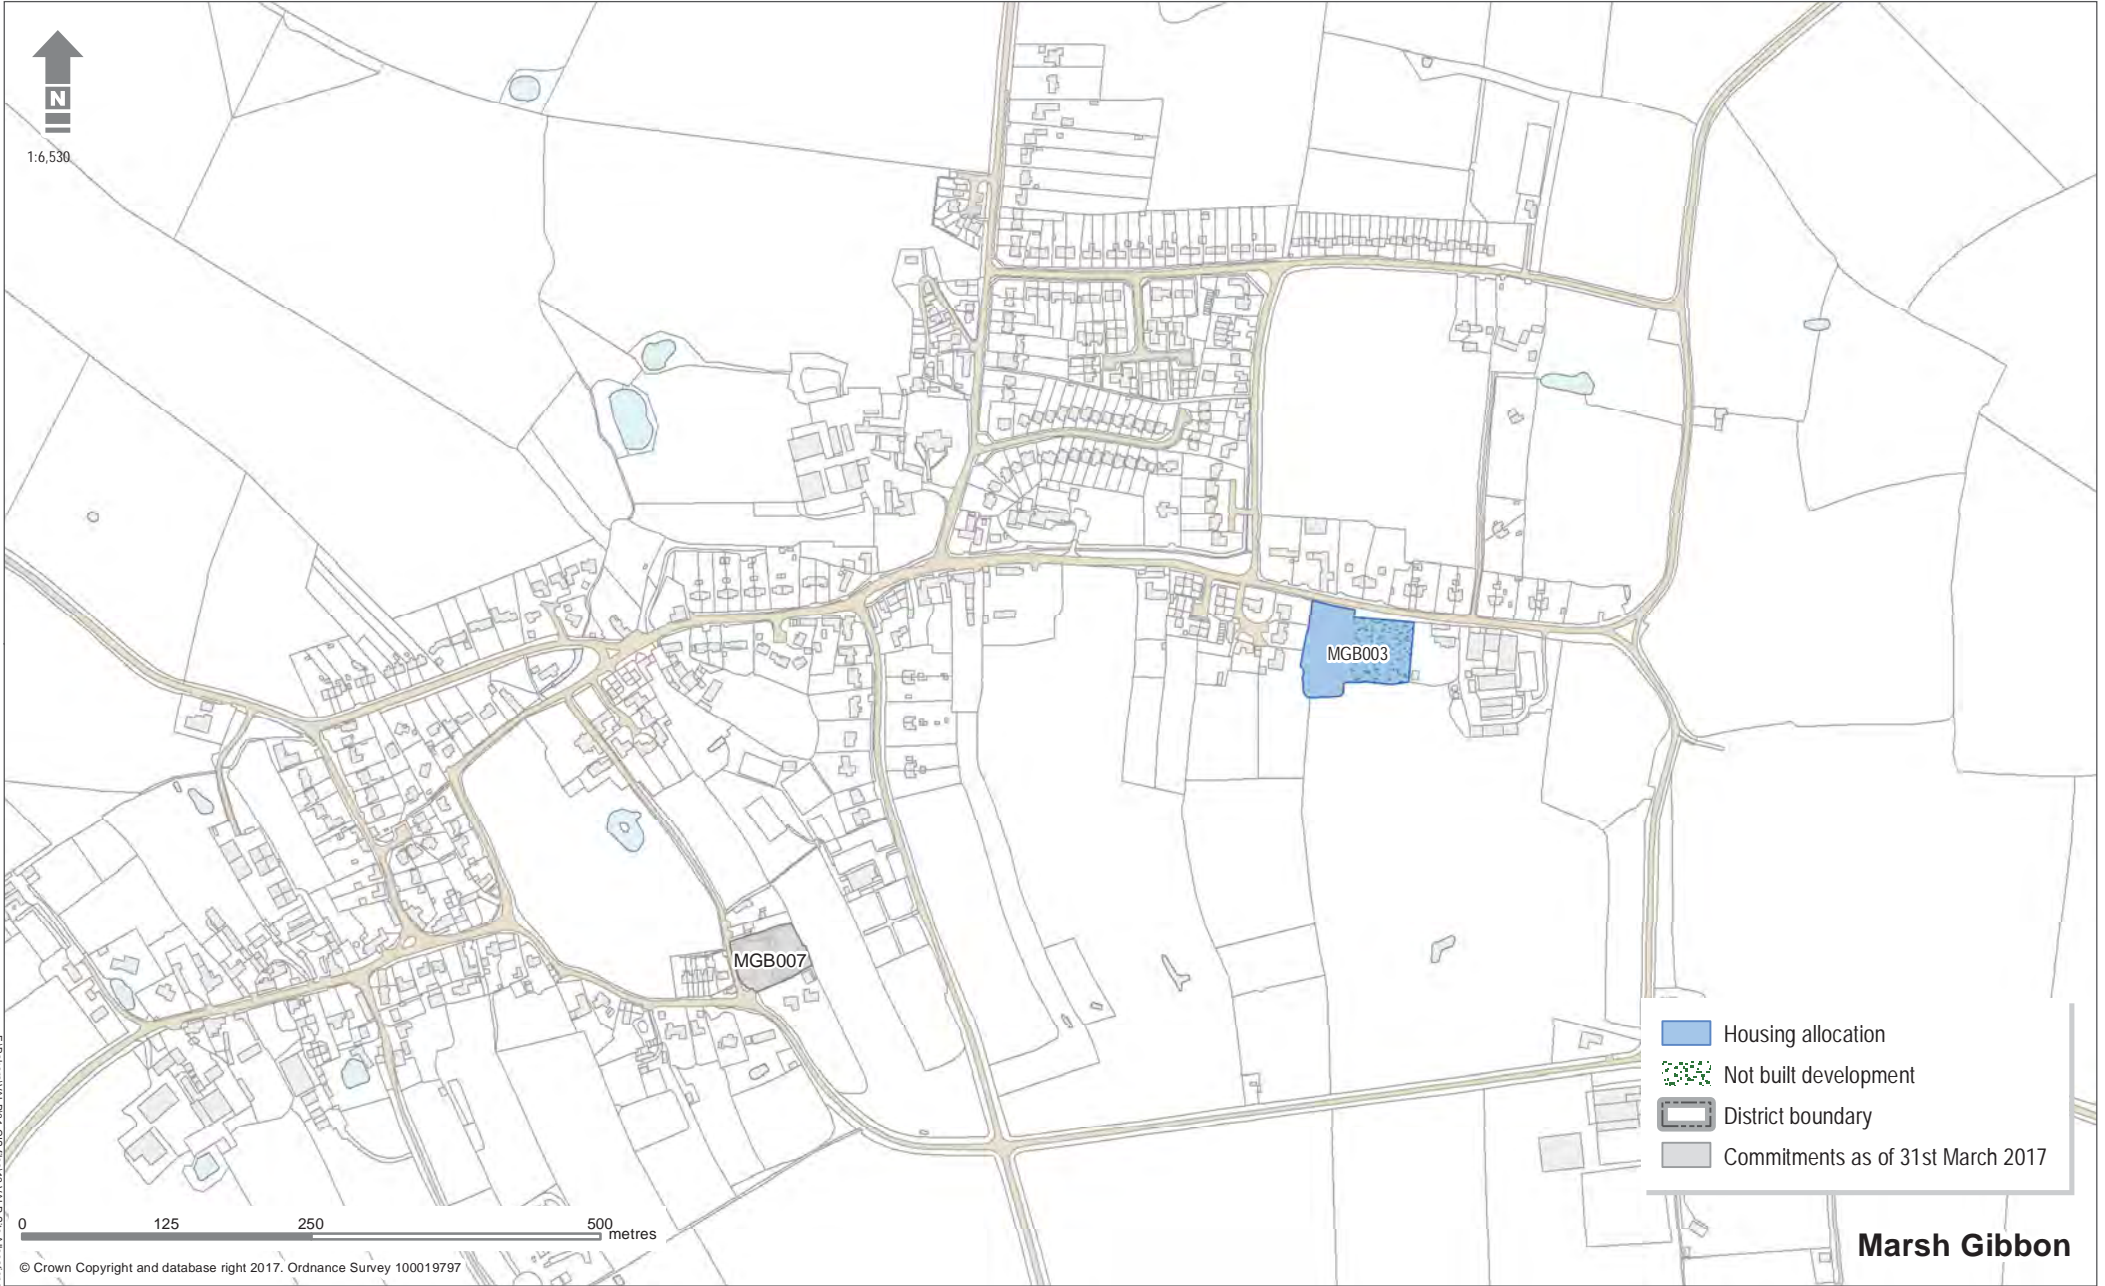 N
1:6,530
MGB003
MGB007
Housing allocation
Not built development
District boundary
Commitments as of 31st March 2017
0 125 250 500
metres
© Crown Copyright and database right 2017. Ordnance Survey 100019797
Marsh Gibbon